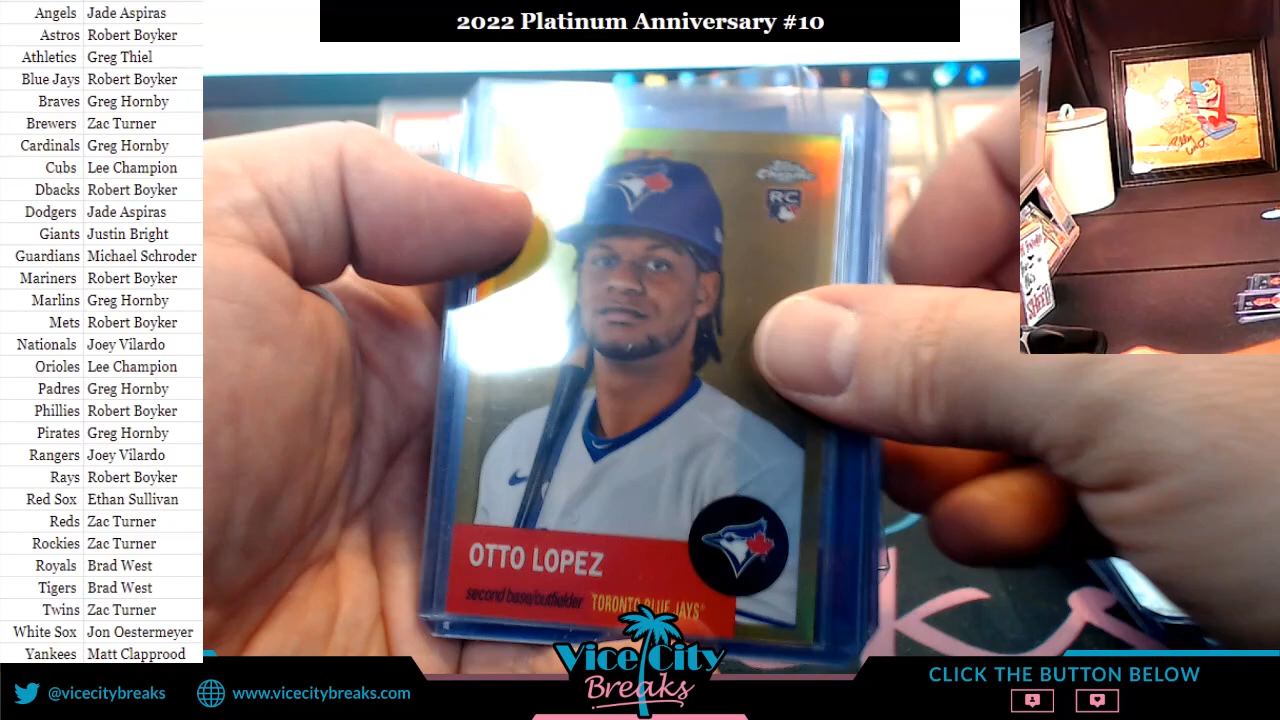 2022 Platinum Anniversary #10
Angels Jade Aspiras
Astros Robert Boyker
Athletics Greg Thiel
Blue Jays Robert Boyker
Braves Greg Hornby
Brewers Zac Turner
Cardinals Greg Hornby
Cubs Lee Champion
Dbacks Robert Boyker
Dodgers Jade Aspiras
Giants Justin Bright
Guardians Michael Schroder
Mariners Robert Boyker
Marlins Greg Hornby
Mets Robert Boyker
Nationals Joey Vilardo
Orioles Lee Champion
Padres Greg Hornby
Phillies Robert Boyker
Pirates Greg Hornby
Rangers Joey Vilardo
Rays Robert Boyker
Red Sox Ethan Sullivan
Reds Zac Turner
Rockies Zac Turner
Royals Brad West
Tigers Brad West
Twins Zac Turner
White Sox Jon Oestermeyer
Yankees Matt Clapprood
Chrome
RC
OTTO LOPEZ
second base/outfielder TORONTO BLUE JAYS
Vice City
Breaks
@vicecitybreaks
www.vicecitybreaks.com
CLICK THE BUTTON BELOW